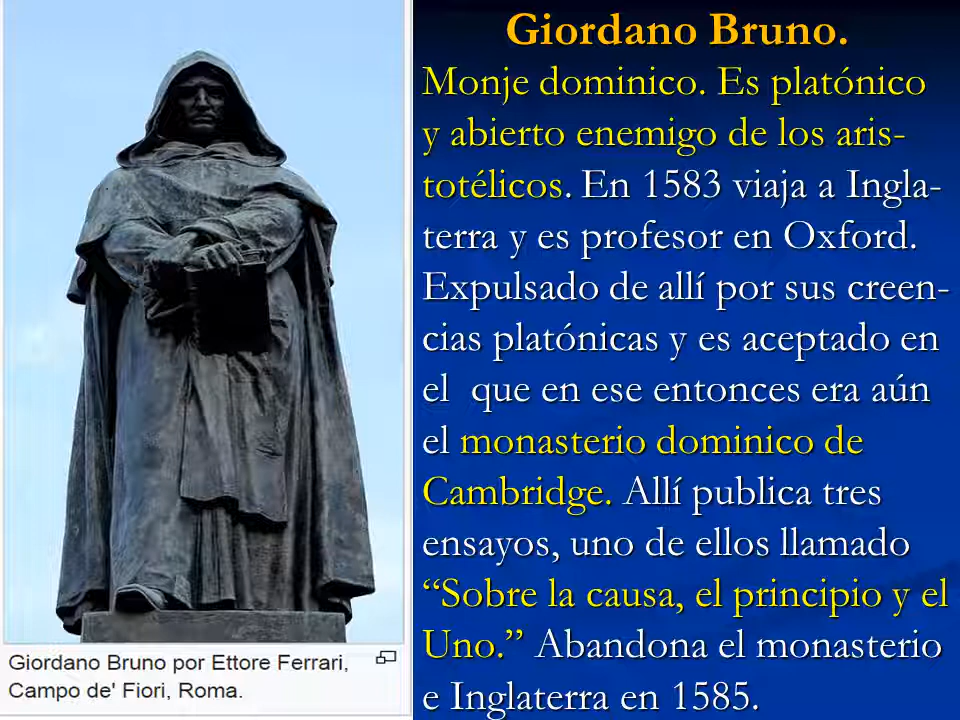 Giordano Bruno.
Monje dominico. Es platónico
y abierto enemigo de los aris-
totélicos. En 1583 viaja a Ingla-
terra y es profesor en Oxford.
Expulsado de allí por sus creen-
cias platónicas y es aceptado en
el  que en ese entonces era aún
el monasterio dominico de
Cambridge. Allí publica tres
ensayos, uno de ellos llamado
“Sobre la causa, el principio y el
Uno.” Abandona el monasterio
e Inglaterra en 1585.
Giordano Bruno por Ettore Ferrari,
Campo de' Fiori, Roma.